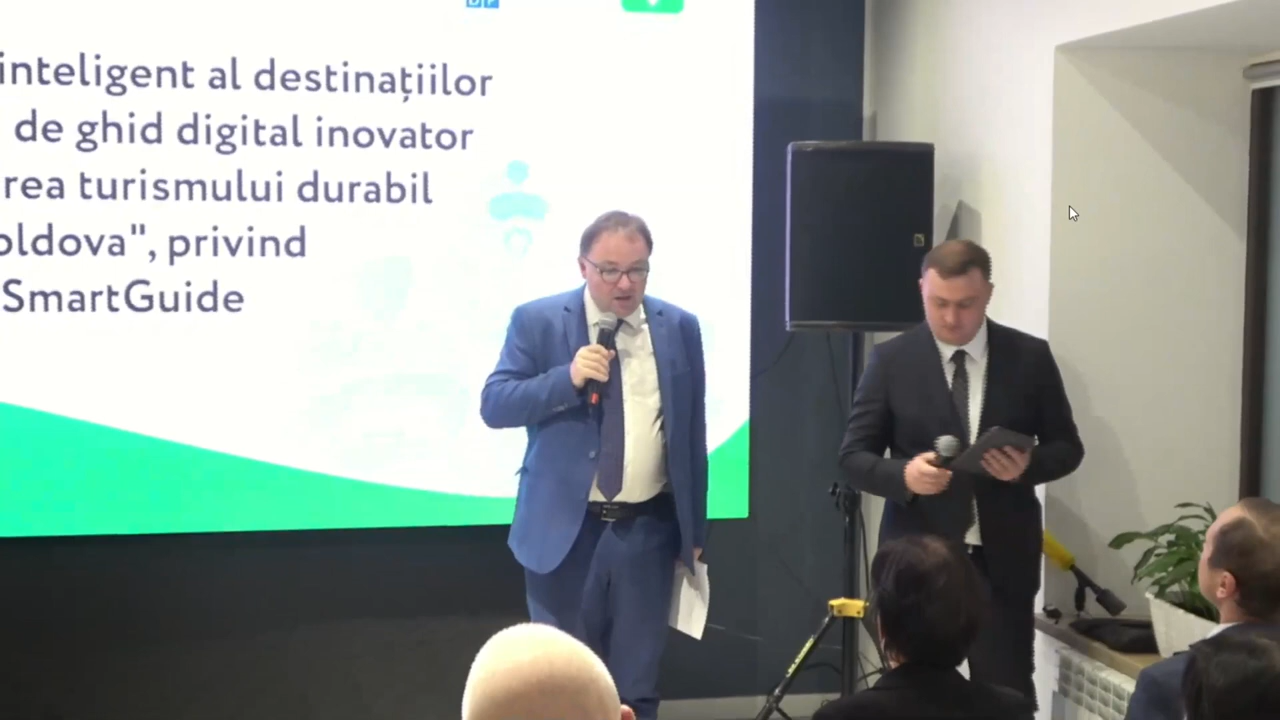 inteligent al destinațiilor
de ghid digital inovator
rea turismului durabil
oldova", privind
SmartGuide